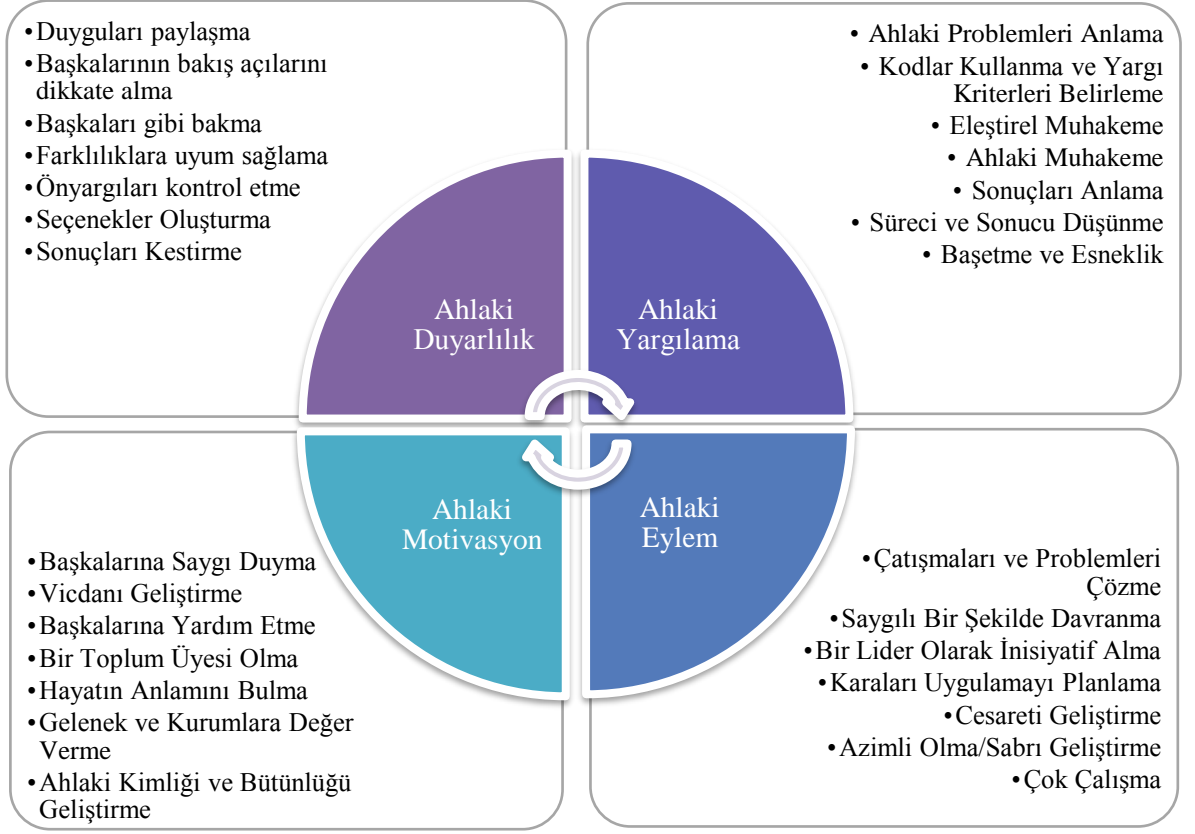 •Duyguları paylaşma
•Başkalarının bakış açılarını
dikkate alma
•Başkaları gibi bakma
•Farklılıklara uyum sağlama
•Önyargıları kontrol etme
•Seçenekler Oluşturma
•Sonuçları Kestirme
• Ahlaki Problemleri Anlama
• Kodlar Kullanma ve Yargı
Kriterleri Belirleme
• Eleştirel Muhakeme
• Ahlaki Muhakeme
• Sonuçları Anlama
• Süreci ve Sonucu Düşünme
• Başetme ve Esneklik
Ahlaki
Duyarlılık
Ahlaki
Yargılama
Ahlaki
Motivasyon
Ahlaki
Eylem
•Başkalarına Saygı Duyma
•Vicdanı Geliştirme
•Başkalarına Yardım Etme
•Bir Toplum Üyesi Olma
•Hayatın Anlamını Bulma
•Gelenek ve Kurumlara Değer
Verme
•Ahlaki Kimliği ve Bütünlüğü
Geliştirme
•Çatışmaları ve Problemleri
Çözme
•Saygılı Bir Şekilde Davranma
•Bir Lider Olarak İnisiyatif Alma
•Karaları Uygulamayı Planlama
•Cesareti Geliştirme
•Azimli Olma/Sabrı Geliştirme
•Çok Çalışma